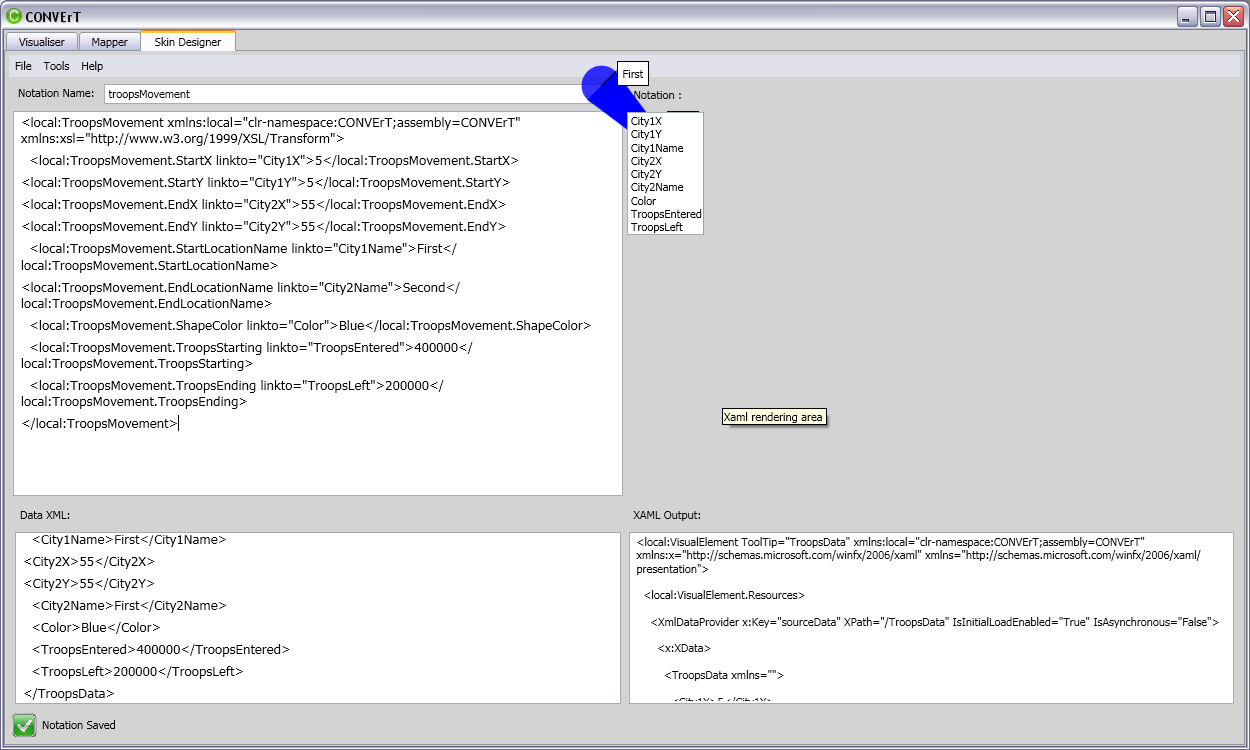 CONVErT
Visualiser Mapper Skin Designer
File Tools Help
Notation Name: troopsMovement
First
Notation :
<local:TroopsMovement xmlns:local="clr-namespace:CONVErT;assembly=CONVErT"
xmlns:xsl="http://www.w3.org/1999/XSL/Transform">
<local:TroopsMovement.StartX linkto="City1X">5</local:TroopsMovement.StartX>
<local:TroopsMovement.StartY linkto="City1Y">5</local:TroopsMovement.StartY>
<local:TroopsMovement.EndX linkto="City2X">55</local:TroopsMovement.EndX>
<local:TroopsMovement.EndY linkto="City2Y">55</local:TroopsMovement.EndY>
<local:TroopsMovement.StartLocationName linkto="City1Name">First</
local:TroopsMovement.StartLocationName>
<local:TroopsMovement.EndLocationName linkto="City2Name">Second</
local:TroopsMovement.EndLocationName>
<local:TroopsMovement.ShapeColor linkto="Color">Blue</local:TroopsMovement.ShapeColor>
<local:TroopsMovement.TroopsStarting linkto="TroopsEntered">400000</
local:TroopsMovement.TroopsStarting>
<local:TroopsMovement.TroopsEnding linkto="TroopsLeft">200000</
local:TroopsMovement.TroopsEnding>
</local:TroopsMovement>
City1X
City1Y
City1Name
City2X
City2Y
City2Name
Color
TroopsEntered
TroopsLeft
Xaml rendering area
Data XML:
<City1Name>First</City1Name>
<City2X>55</City2X>
<City2Y>55</City2Y>
<City2Name>First</City2Name>
<Color>Blue</Color>
<TroopsEntered>400000</TroopsEntered>
<TroopsLeft>200000</TroopsLeft>
</TroopsData>
XAML Output:
<local:VisualElement ToolTip="TroopsData" xmlns:local="clr-namespace:CONVErT;assembly=CONVErT"
xmlns:x="http://schemas.microsoft.com/winfx/2006/xaml" xmlns="http://schemas.microsoft.com/winfx/2006/xaml/
presentation">
<local:VisualElement.Resources>
<XmlDataProvider x:Key="sourceData" XPath="/TroopsData" IsInitialLoadEnabled="True" IsAsynchronous="False">
<x:XData>
<TroopsData xmlns="">
<City1X>5</City1X>
Notation Saved